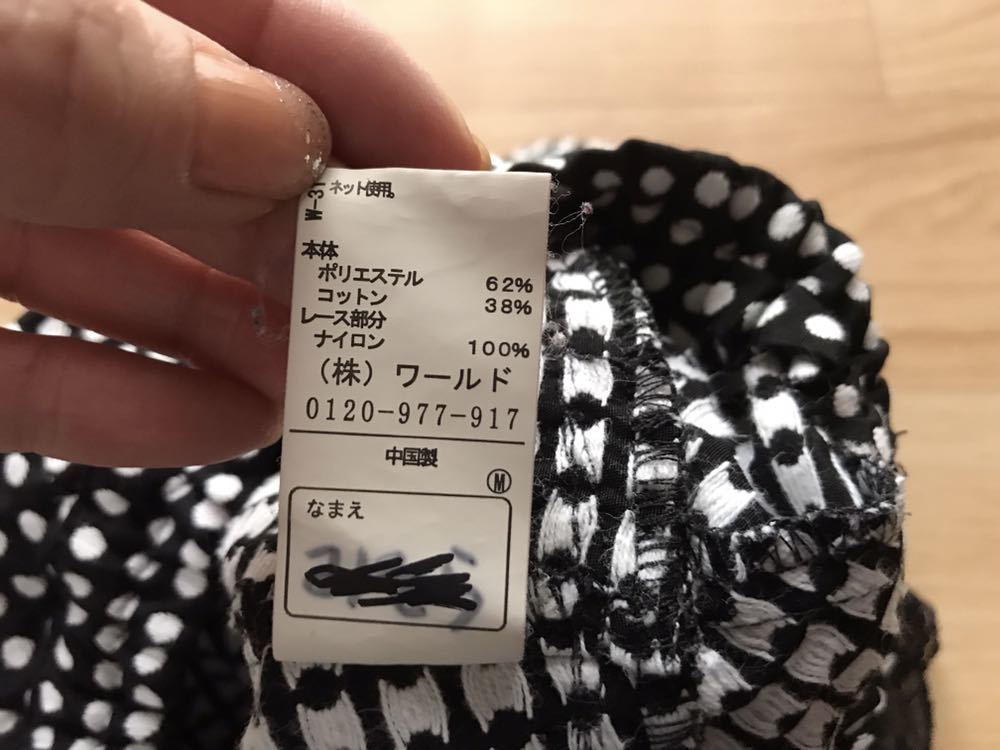 W-31
ネット使用。
本体
ポリエステル 62%
コットン 38%
レース部分
ナイロン 100%
(株)ワールド
0120-977-917
中国製
Ⓜ
なまえ